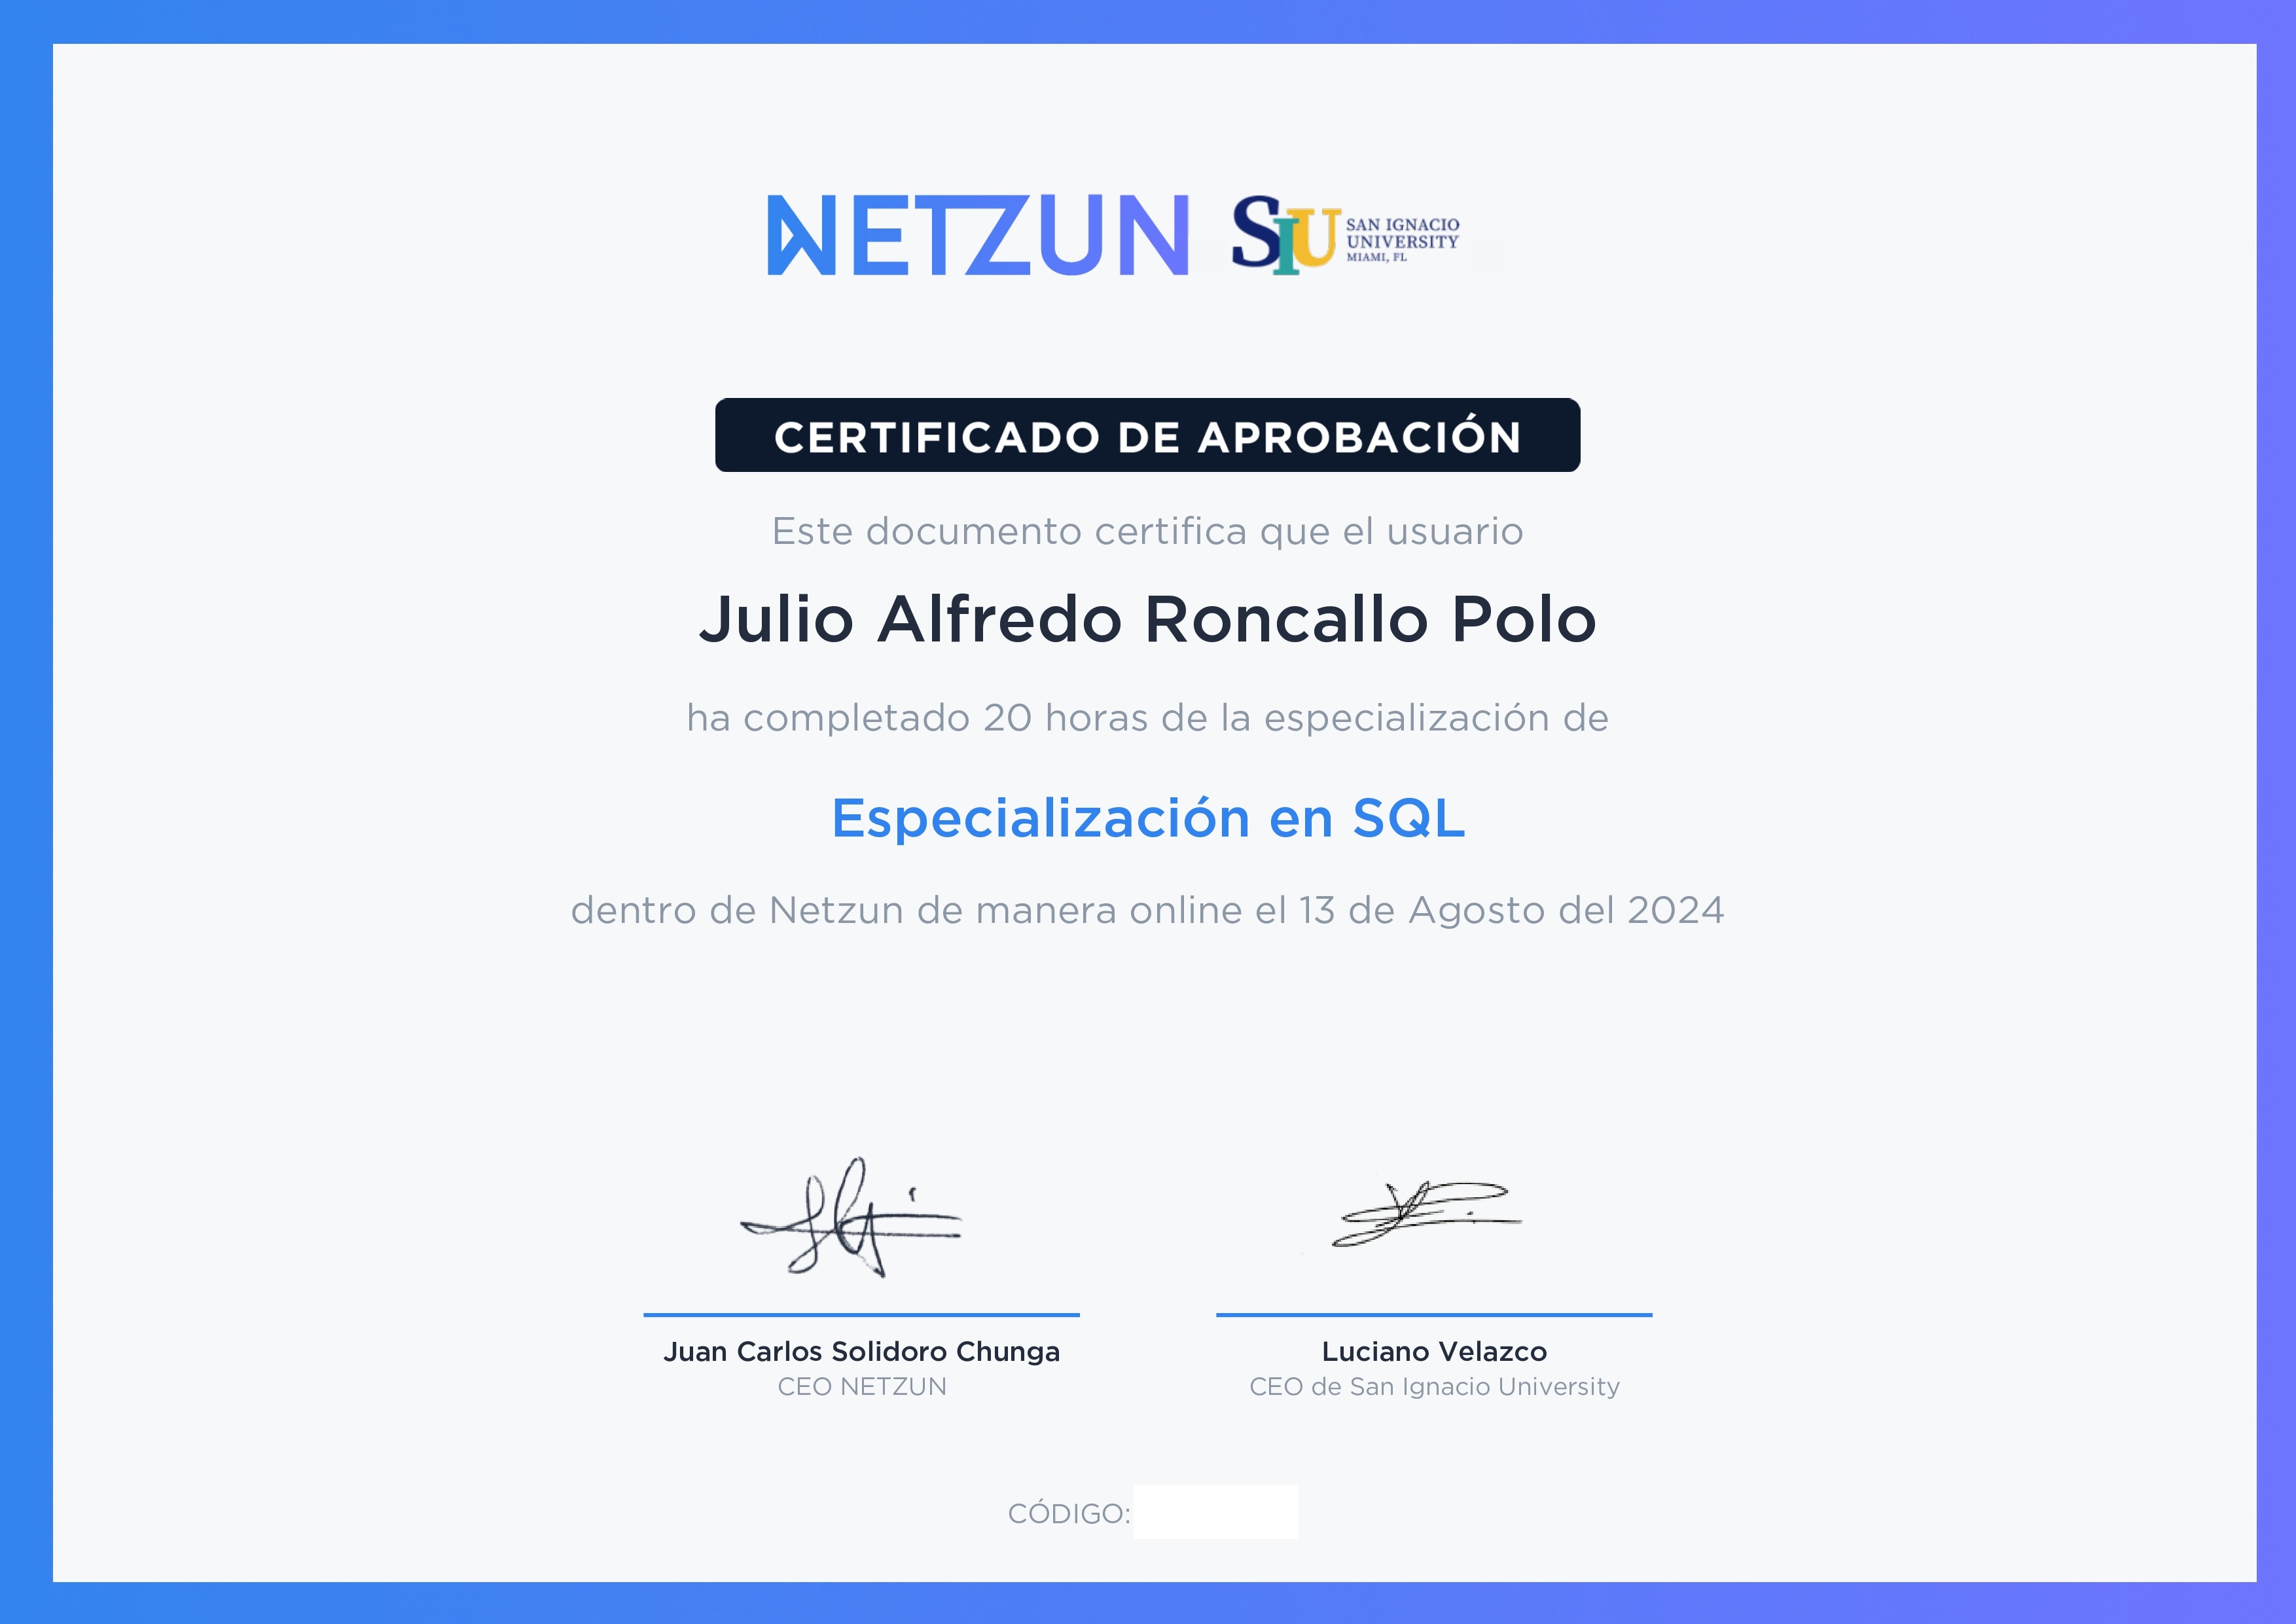 NETZUN
SIU
SAN IGNACIO
UNIVERSITY
MIAMI, FL
CERTIFICADO DE APROBACIÓN
Este documento certifica que el usuario
Julio Alfredo Roncallo Polo
ha completado 20 horas de la especialización de
Especialización en SQL
dentro de Netzun de manera online el 13 de Agosto del 2024
Juan Carlos Solidoro Chunga
CEO NETZUN
Luciano Velazco
CEO de San Ignacio University
CÓDIGO: